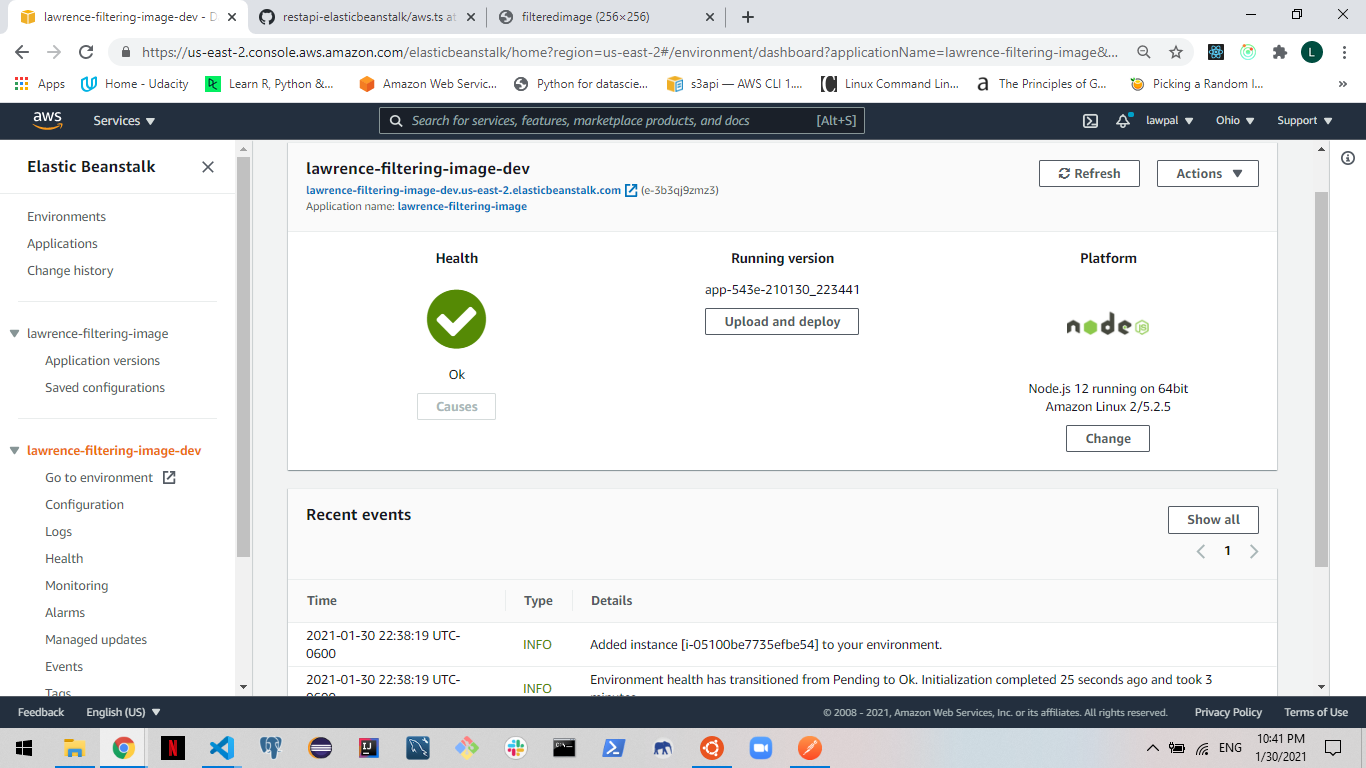 lawrence-filtering-image-dev - D
restapi-elasticbeanstalk/aws.ts at
filteredimage (256×256)
https://us-east-2.console.aws.amazon.com/elasticbeanstalk/home?region=us-east-2#/environment/dashboard?applicationName=lawrence-filtering-image&...
L
Apps
Home - Udacity
Learn R, Python &...
Amazon Web Servic...
Python for datascie...
s3api — AWS CLI 1....
Linux Command Lin...
The Principles of G...
Picking a Random I...
aws
Services
Search for services, features, marketplace products, and docs
[Alt+S]
lawpal
Ohio
Support
Elastic Beanstalk
Environments
Applications
Change history
lawrence-filtering-image
Application versions
Saved configurations
lawrence-filtering-image-dev
Go to environment
Configuration
Logs
Health
Monitoring
Alarms
Managed updates
Events
Tags
lawrence-filtering-image-dev
lawrence-filtering-image-dev.us-east-2.elasticbeanstalk.com (e-3b3qj9zmz3)
Application name: lawrence-filtering-image
Refresh
Actions
Health
Ok
Causes
Running version
app-543e-210130_223441
Upload and deploy
Platform
node JS
Node.js 12 running on 64bit
Amazon Linux 2/5.2.5
Change
Recent events
Show all
1
Time
Type
Details
2021-01-30 22:38:19 UTC-
0600
INFO
Added instance [i-05100be7735efbe54] to your environment.
2021-01-30 22:38:19 UTC-
0600
INFO
Environment health has transitioned from Pending to Ok. Initialization completed 25 seconds ago and took 3
minutes.
Feedback
English (US)
© 2008 - 2021, Amazon Web Services, Inc. or its affiliates. All rights reserved.
Privacy Policy
Terms of Use
ENG
10:41 PM
1/30/2021